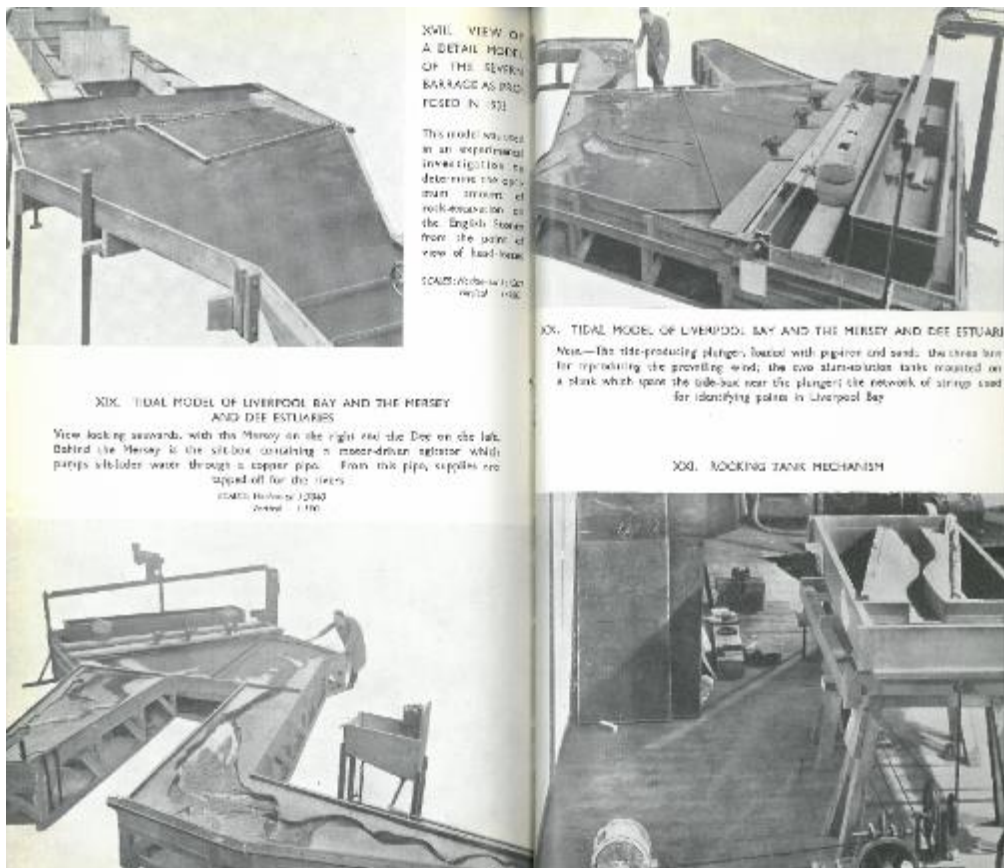 XVIII. VIEW OF
A DETAIL MODEL
OF THE SEVERN
BARRAGE AS PRO-
POSED IN
This model was used
in an experimental
investigation to
determine the opti-
mum amount of
rock-excavation on
the English Stones
from the point of
view of head-losses
SCALES: Horizontal
Vertical
XIX. TIDAL MODEL OF LIVERPOOL BAY AND THE MERSEY
AND DEE ESTUARIES
View looking seawards, with the Mersey on the right and the Dee on the left.
Behind the Mersey is the silt-box containing a motor-driven agitator which
pumps silt-laden water through a copper pipe. From this pipe, supplies are
tapped off for the rivers
SCALES: Horizontal
Vertical
XX. TIDAL MODEL OF LIVERPOOL BAY AND THE MERSEY AND DEE ESTUARI
Note.—The tide-producing plunger, loaded with pig-iron and sand; the three fans
for reproducing the prevailing wind; the two alum-solution tanks mounted on
a plank which spans the tide-box near the plunger; the network of strings used
for identifying points in Liverpool Bay
XXI. ROCKING TANK MECHANISM